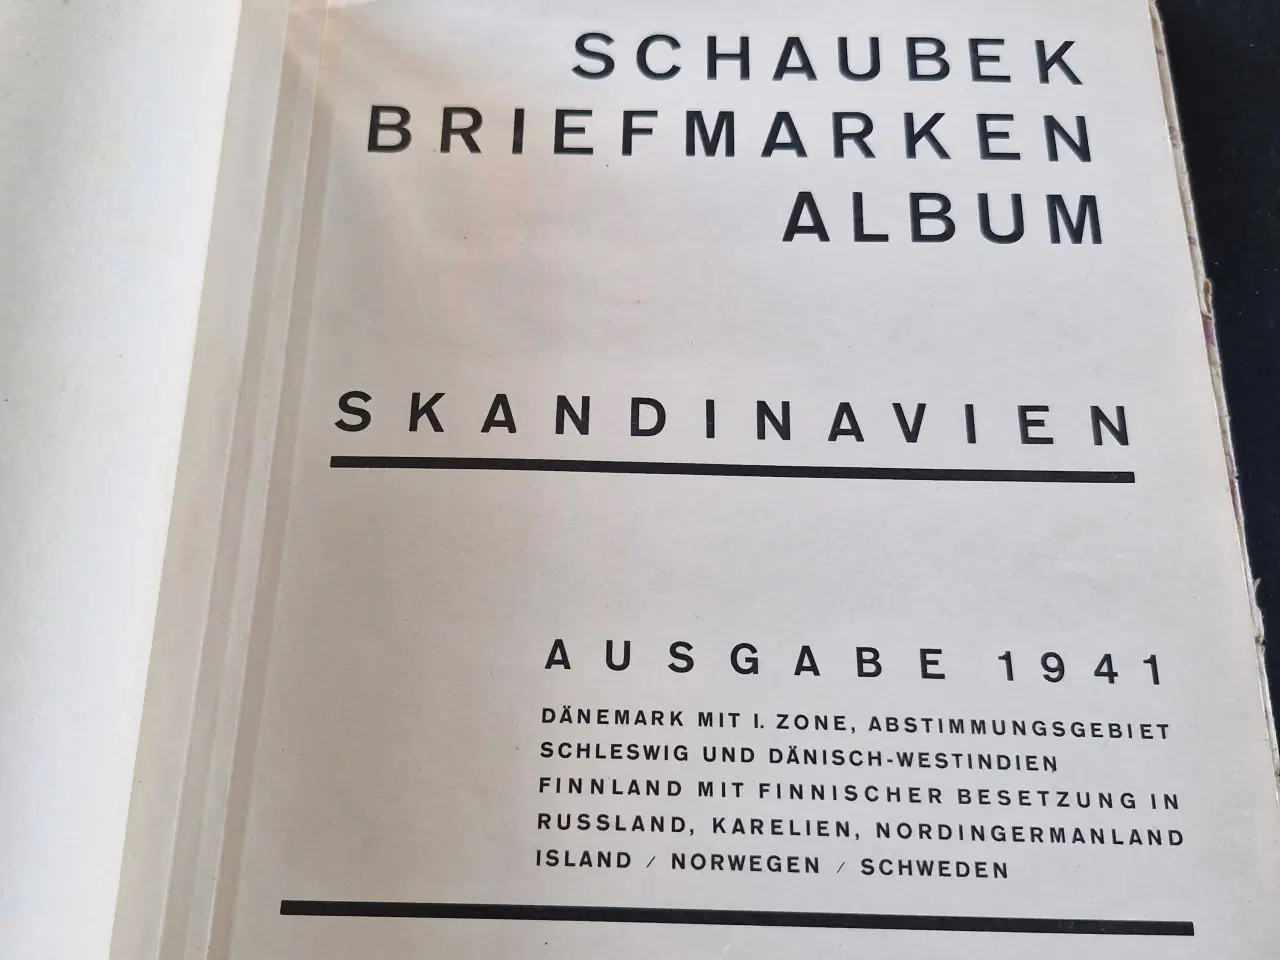 SCHAUBEK
BRIEFMARKEN
ALBUM
SKANDINAVIEN
AUSGABE 1941
DÄNEMARK MIT I. ZONE, ABSTIMMUNGSGEBIET
SCHLESWIG UND DÄNISCH-WESTINDIEN
FINNLAND MIT FINNISCHER BESETZUNG IN
RUSSLAND, KARELIEN, NORDINGERMANLAND
ISLAND / NORWEGEN / SCHWEDEN